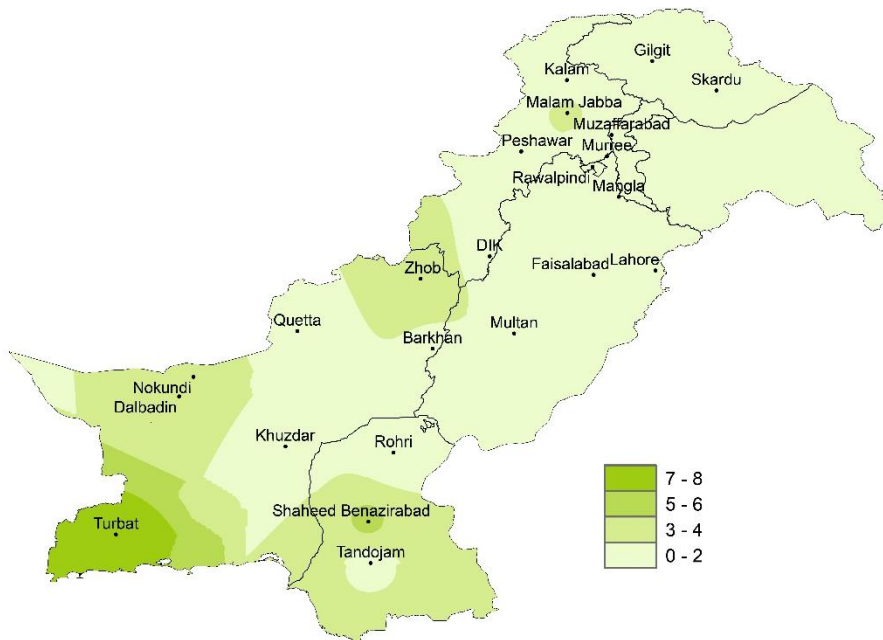 Gilgit
Kalam
Skardu
Malam Jabba
Muzaffarabad
Peshawar
Murree
Rawalpindi
Mangla
DIK
Zhob
Faisalabad
Lahore
Quetta
Multan
Barkhan
Nokundi
Dalbadin
Khuzdar
Rohri
7 - 8
5 - 6
3 - 4
0 - 2
Shaheed Benazirabad
Turbat
Tandojam